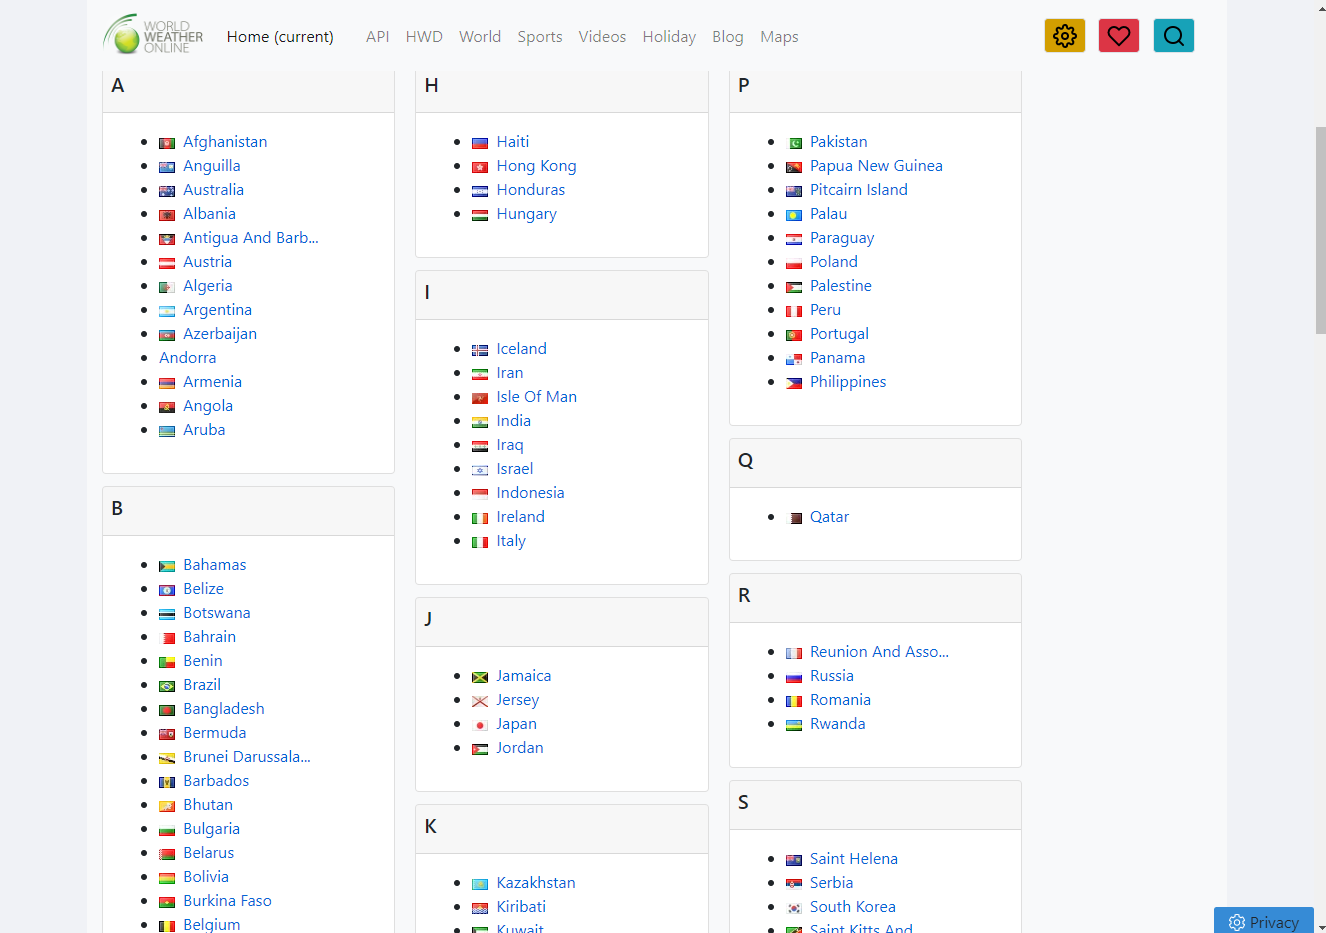 WORLD
WEATHER
ONLINE
Home (current)
API
HWD
World
Sports
Videos
Holiday
Blog
Maps
A
Afghanistan
Anguilla
Australia
Albania
Antigua And Barb...
Austria
Algeria
Argentina
Azerbaijan
Andorra
Armenia
Angola
Aruba
B
Bahamas
Belize
Botswana
Bahrain
Benin
Brazil
Bangladesh
Bermuda
Brunei Darussala...
Barbados
Bhutan
Bulgaria
Belarus
Bolivia
Burkina Faso
Belgium
H
Haiti
Hong Kong
Honduras
Hungary
I
Iceland
Iran
Isle Of Man
India
Iraq
Israel
Indonesia
Ireland
Italy
J
Jamaica
Jersey
Japan
Jordan
K
Kazakhstan
Kiribati
Kuwait
P
Pakistan
Papua New Guinea
Pitcairn Island
Palau
Paraguay
Poland
Palestine
Peru
Portugal
Panama
Philippines
Q
Qatar
R
Reunion And Asso...
Russia
Romania
Rwanda
S
Saint Helena
Serbia
South Korea
Saint Kitts And
Privacy